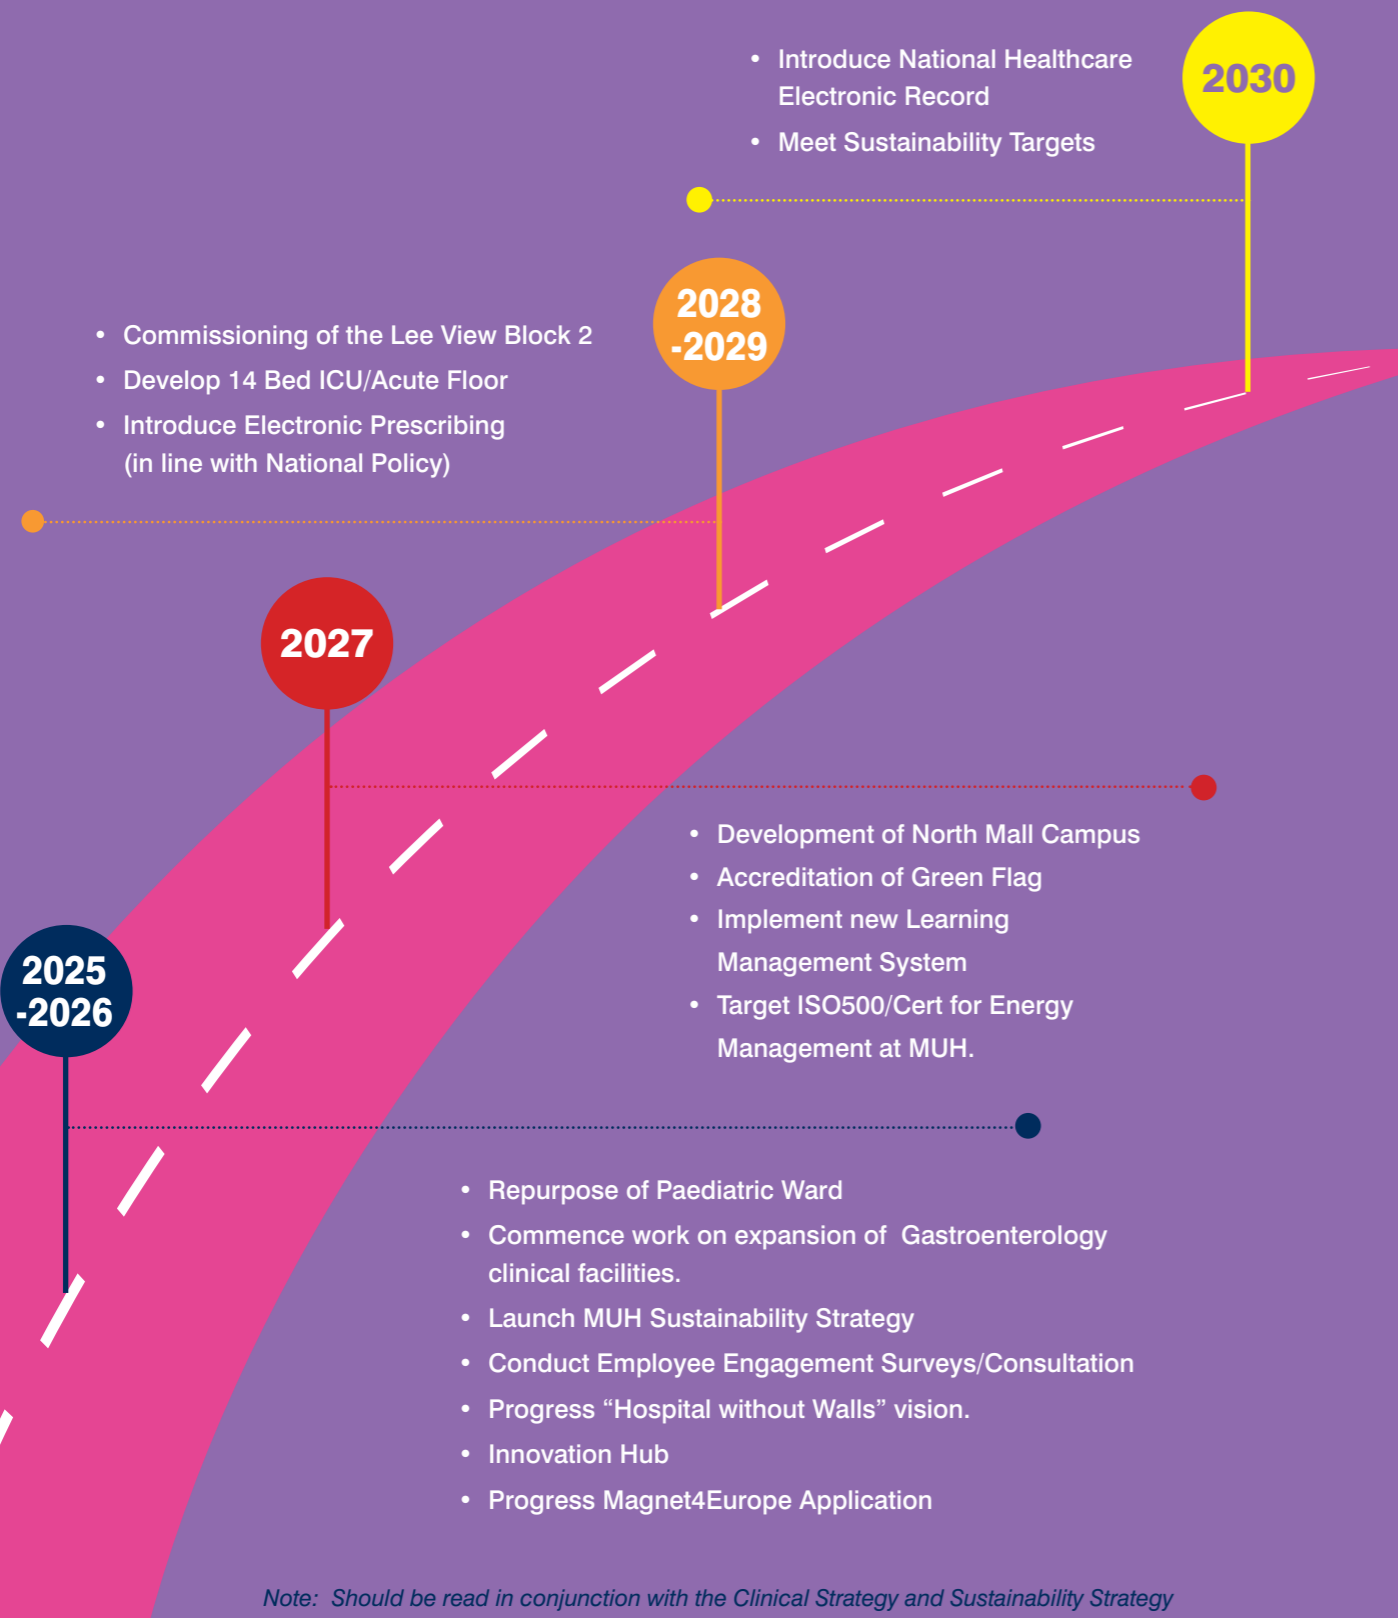 • Introduce National Healthcare
Electronic Record
• Meet Sustainability Targets
2030
2028
-2029
• Commissioning of the Lee View Block 2
• Develop 14 Bed ICU/Acute Floor
• Introduce Electronic Prescribing
(in line with National Policy)
2027
• Development of North Mall Campus
• Accreditation of Green Flag
• Implement new Learning
Management System
• Target ISO500/Cert for Energy
Management at MUH.
2025
-2026
• Repurpose of Paediatric Ward
• Commence work on expansion of  Gastroenterology
clinical facilities.
• Launch MUH Sustainability Strategy
• Conduct Employee Engagement Surveys/Consultation
• Progress “Hospital without Walls” vision.
• Innovation Hub
• Progress Magnet4Europe Application
Note:  Should be read in conjunction with the Clinical Strategy and Sustainability Strategy